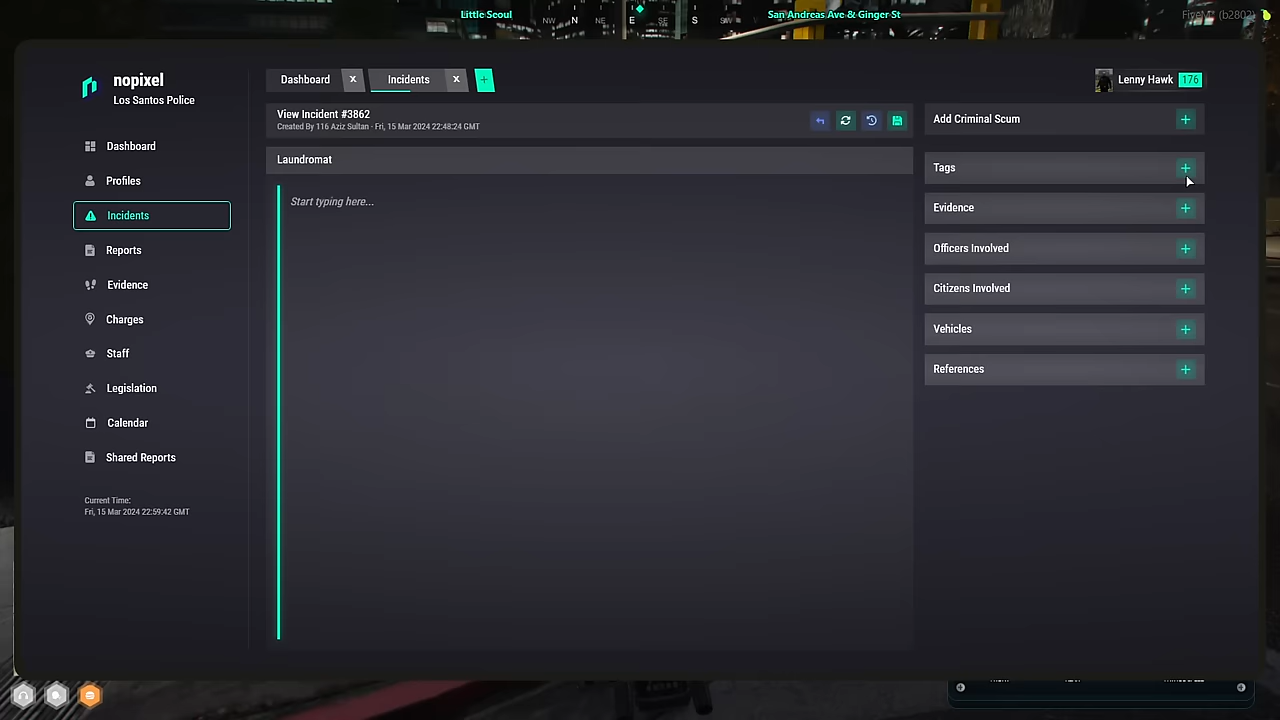 Little Seoul
NW N NE E SE S SW
San Andreas Ave & Ginger St
nopixel
Los Santos Police
Dashboard x
Incidents x
+
Lenny Hawk 176
View Incident #3862
Created By 116 Aziz Sultan - Fri, 15 Mar 2024 22:48:24 GMT
Laundromat
Start typing here...
Dashboard
Profiles
Incidents
Reports
Evidence
Charges
Staff
Legislation
Calendar
Shared Reports
Current Time:
Fri, 15 Mar 2024 22:59:42 GMT
Add Criminal Scum +
Tags +
Evidence +
Officers Involved +
Citizens Involved +
Vehicles +
References +